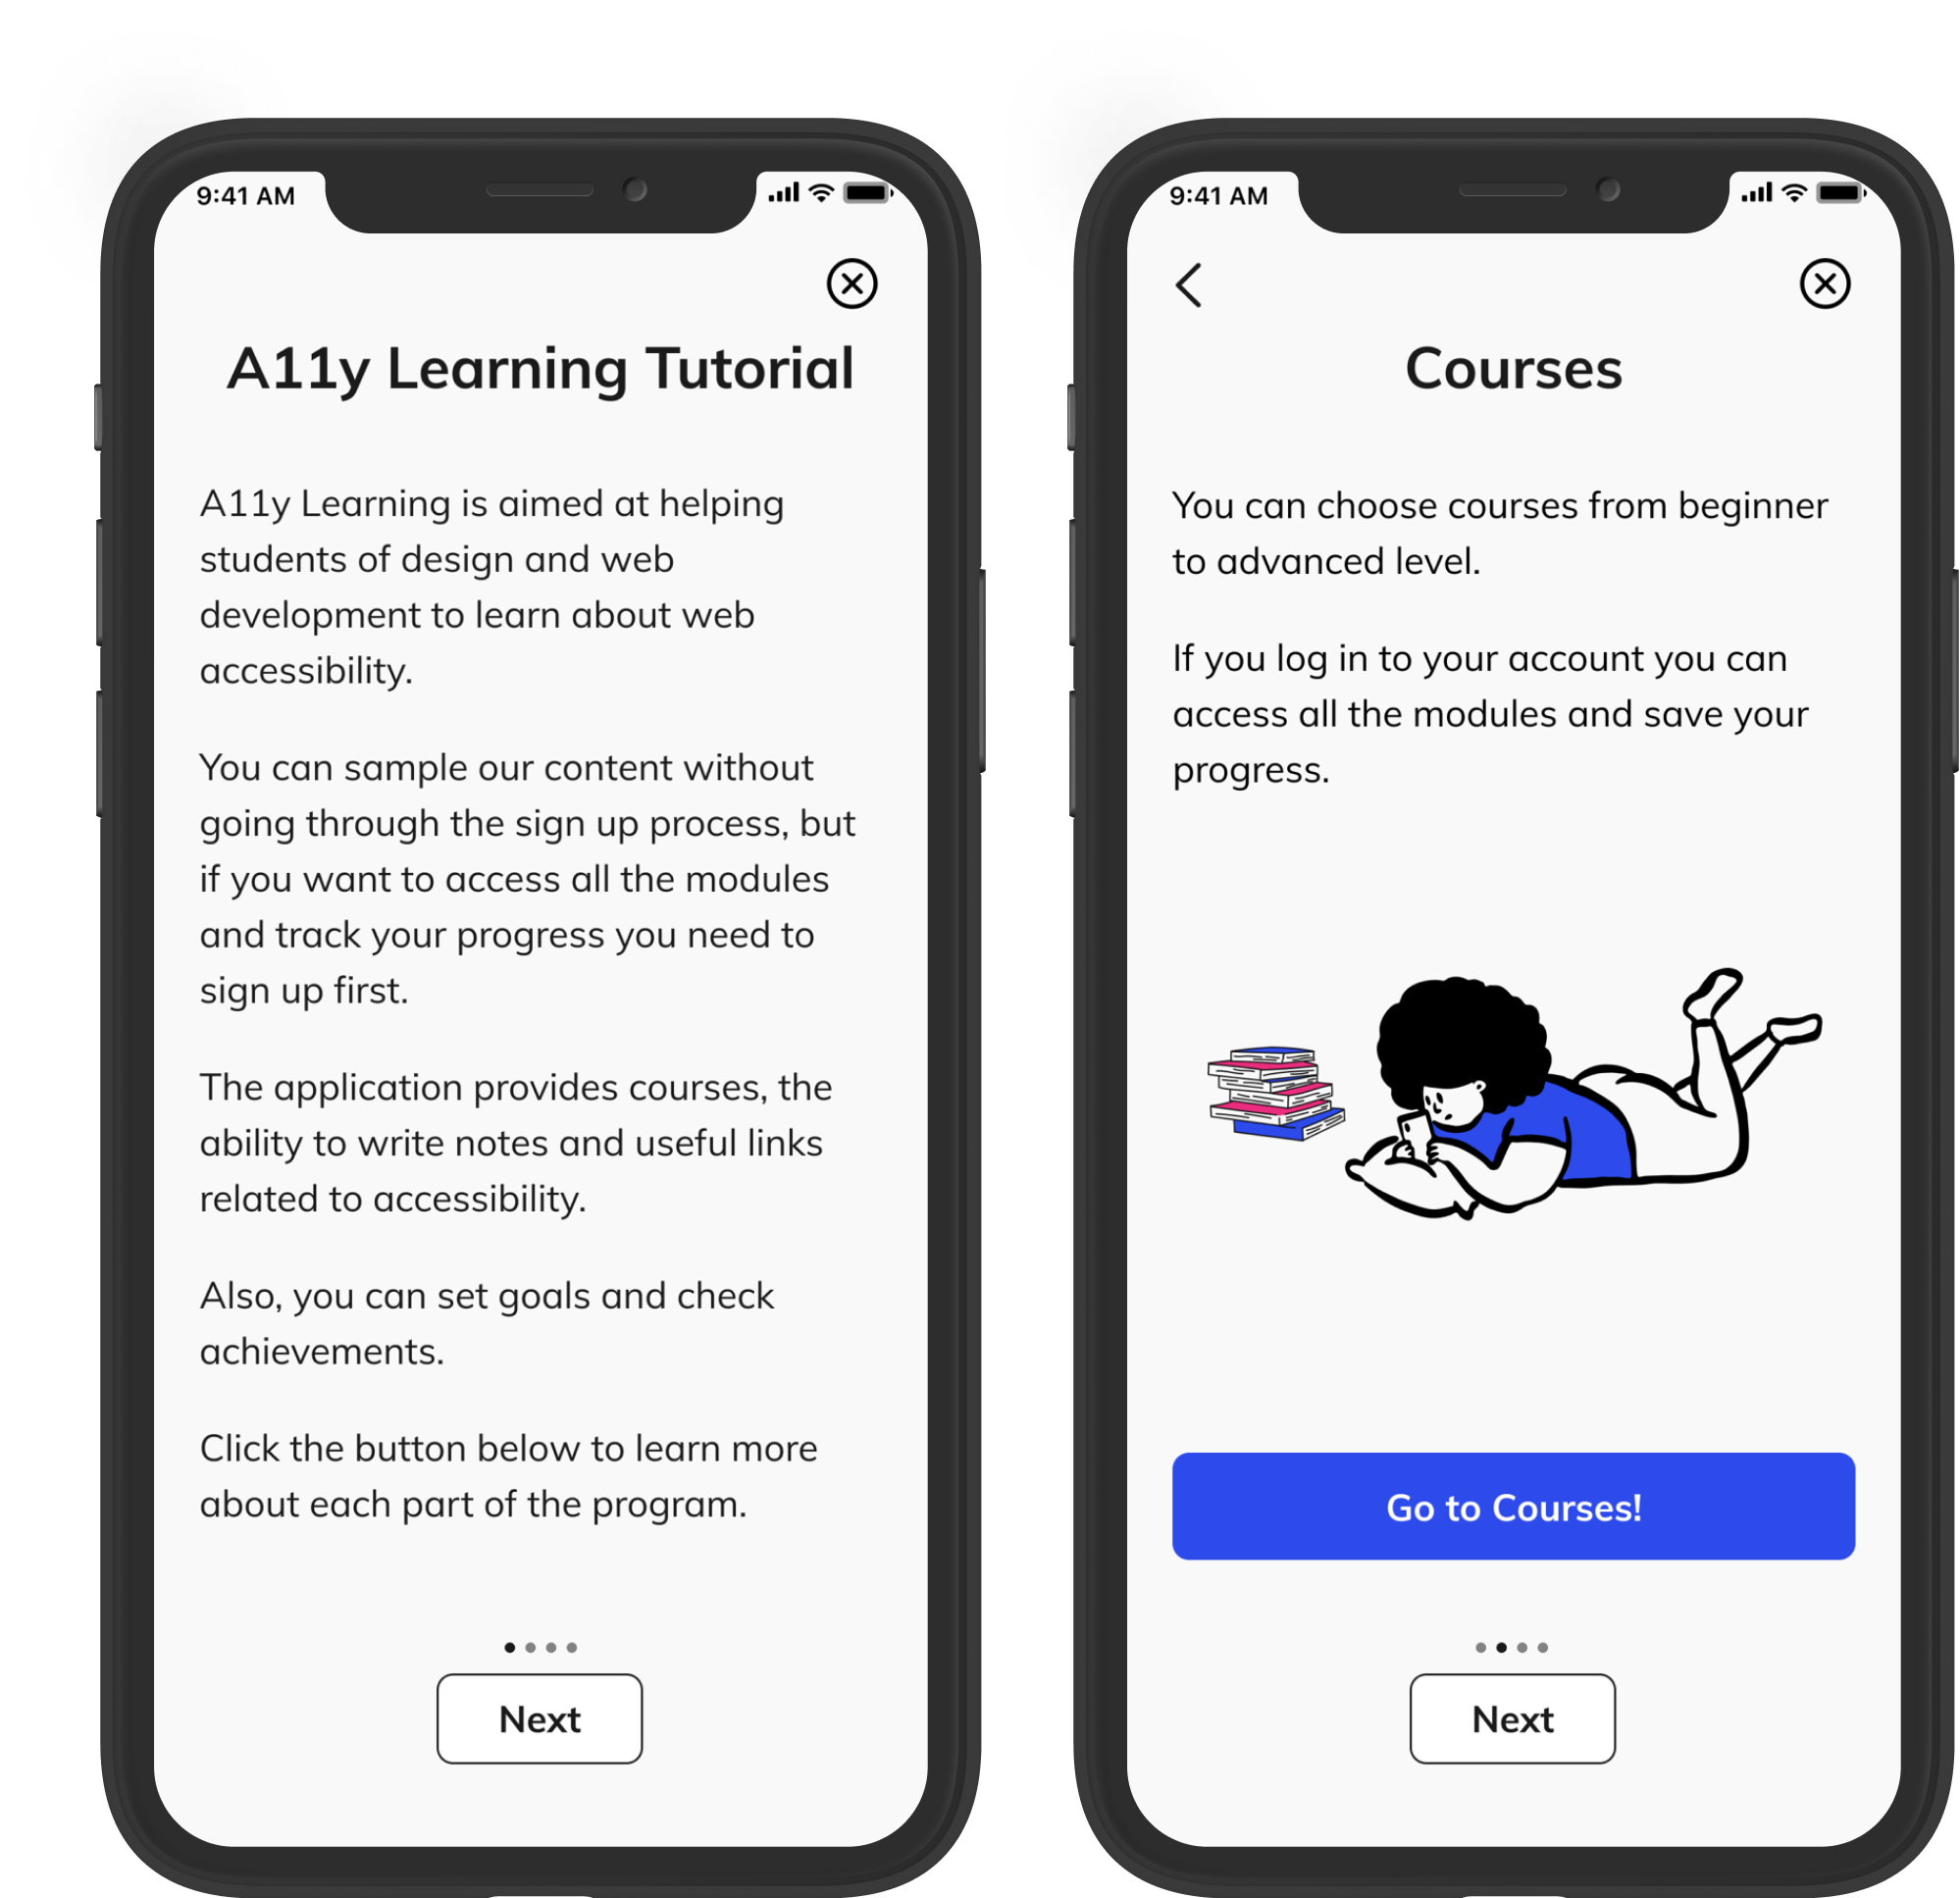 9:41 AM
A11y Learning Tutorial
A11y Learning is aimed at helping
students of design and web
development to learn about web
accessibility.
You can sample our content without
going through the sign up process, but
if you want to access all the modules
and track your progress you need to
sign up first.
The application provides courses, the
ability to write notes and useful links
related to accessibility.
Also, you can set goals and check
achievements.
Click the button below to learn more
about each part of the program.
Next
9:41 AM
Courses
You can choose courses from beginner
to advanced level.
If you log in to your account you can
access all the modules and save your
progress.
Go to Courses!
Next